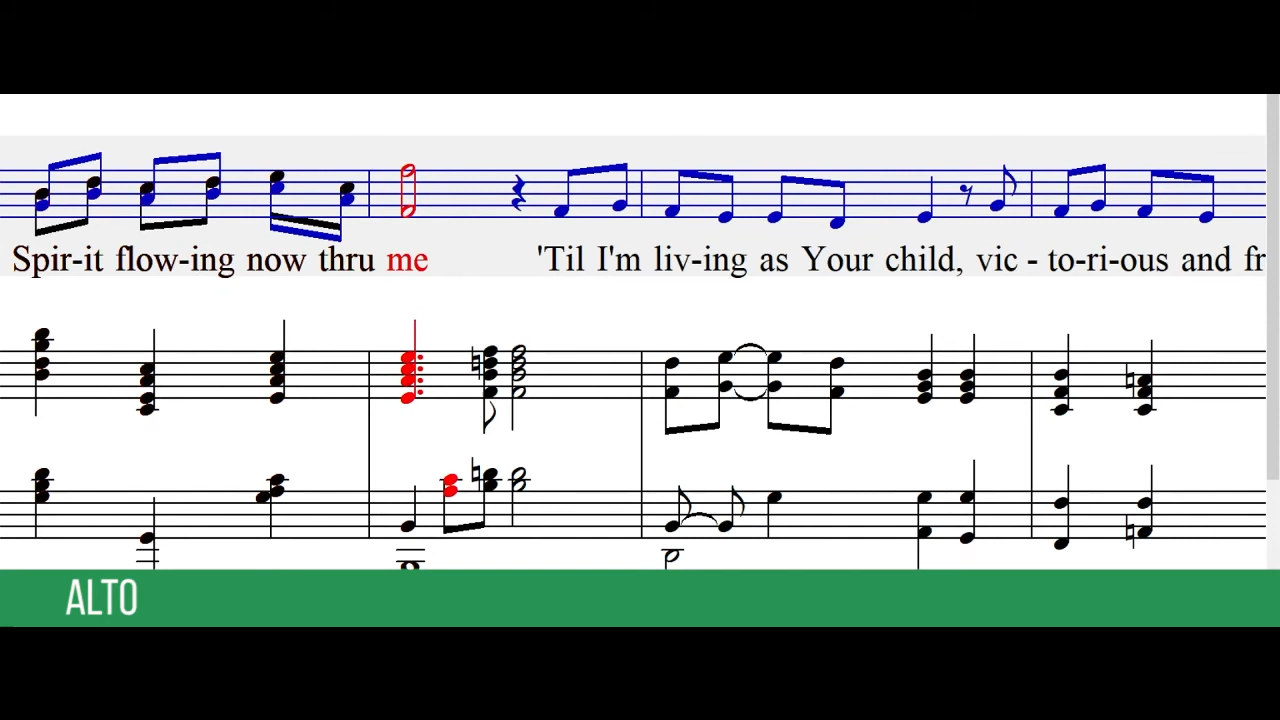 Spir-it flow-ing now thru me 'Til I'm liv-ing as Your child, vic - to-ri-ous and fr
ALTO